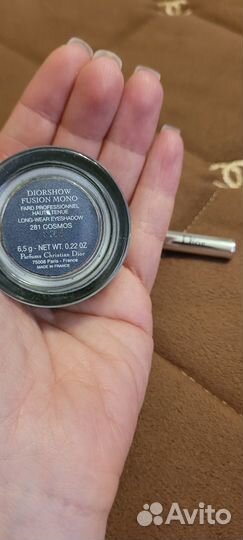 DIORSHOW
FUSION MONO
FARD PROFESSIONNEL
HAUTE TENUE
LONG-WEAR EYESHADOW
281 COSMOS
6,5 g - NET WT. 0.22 OZ
Parfums Christian Dior
75008 Paris - France
MADE IN FRANCE
Dior
Avito